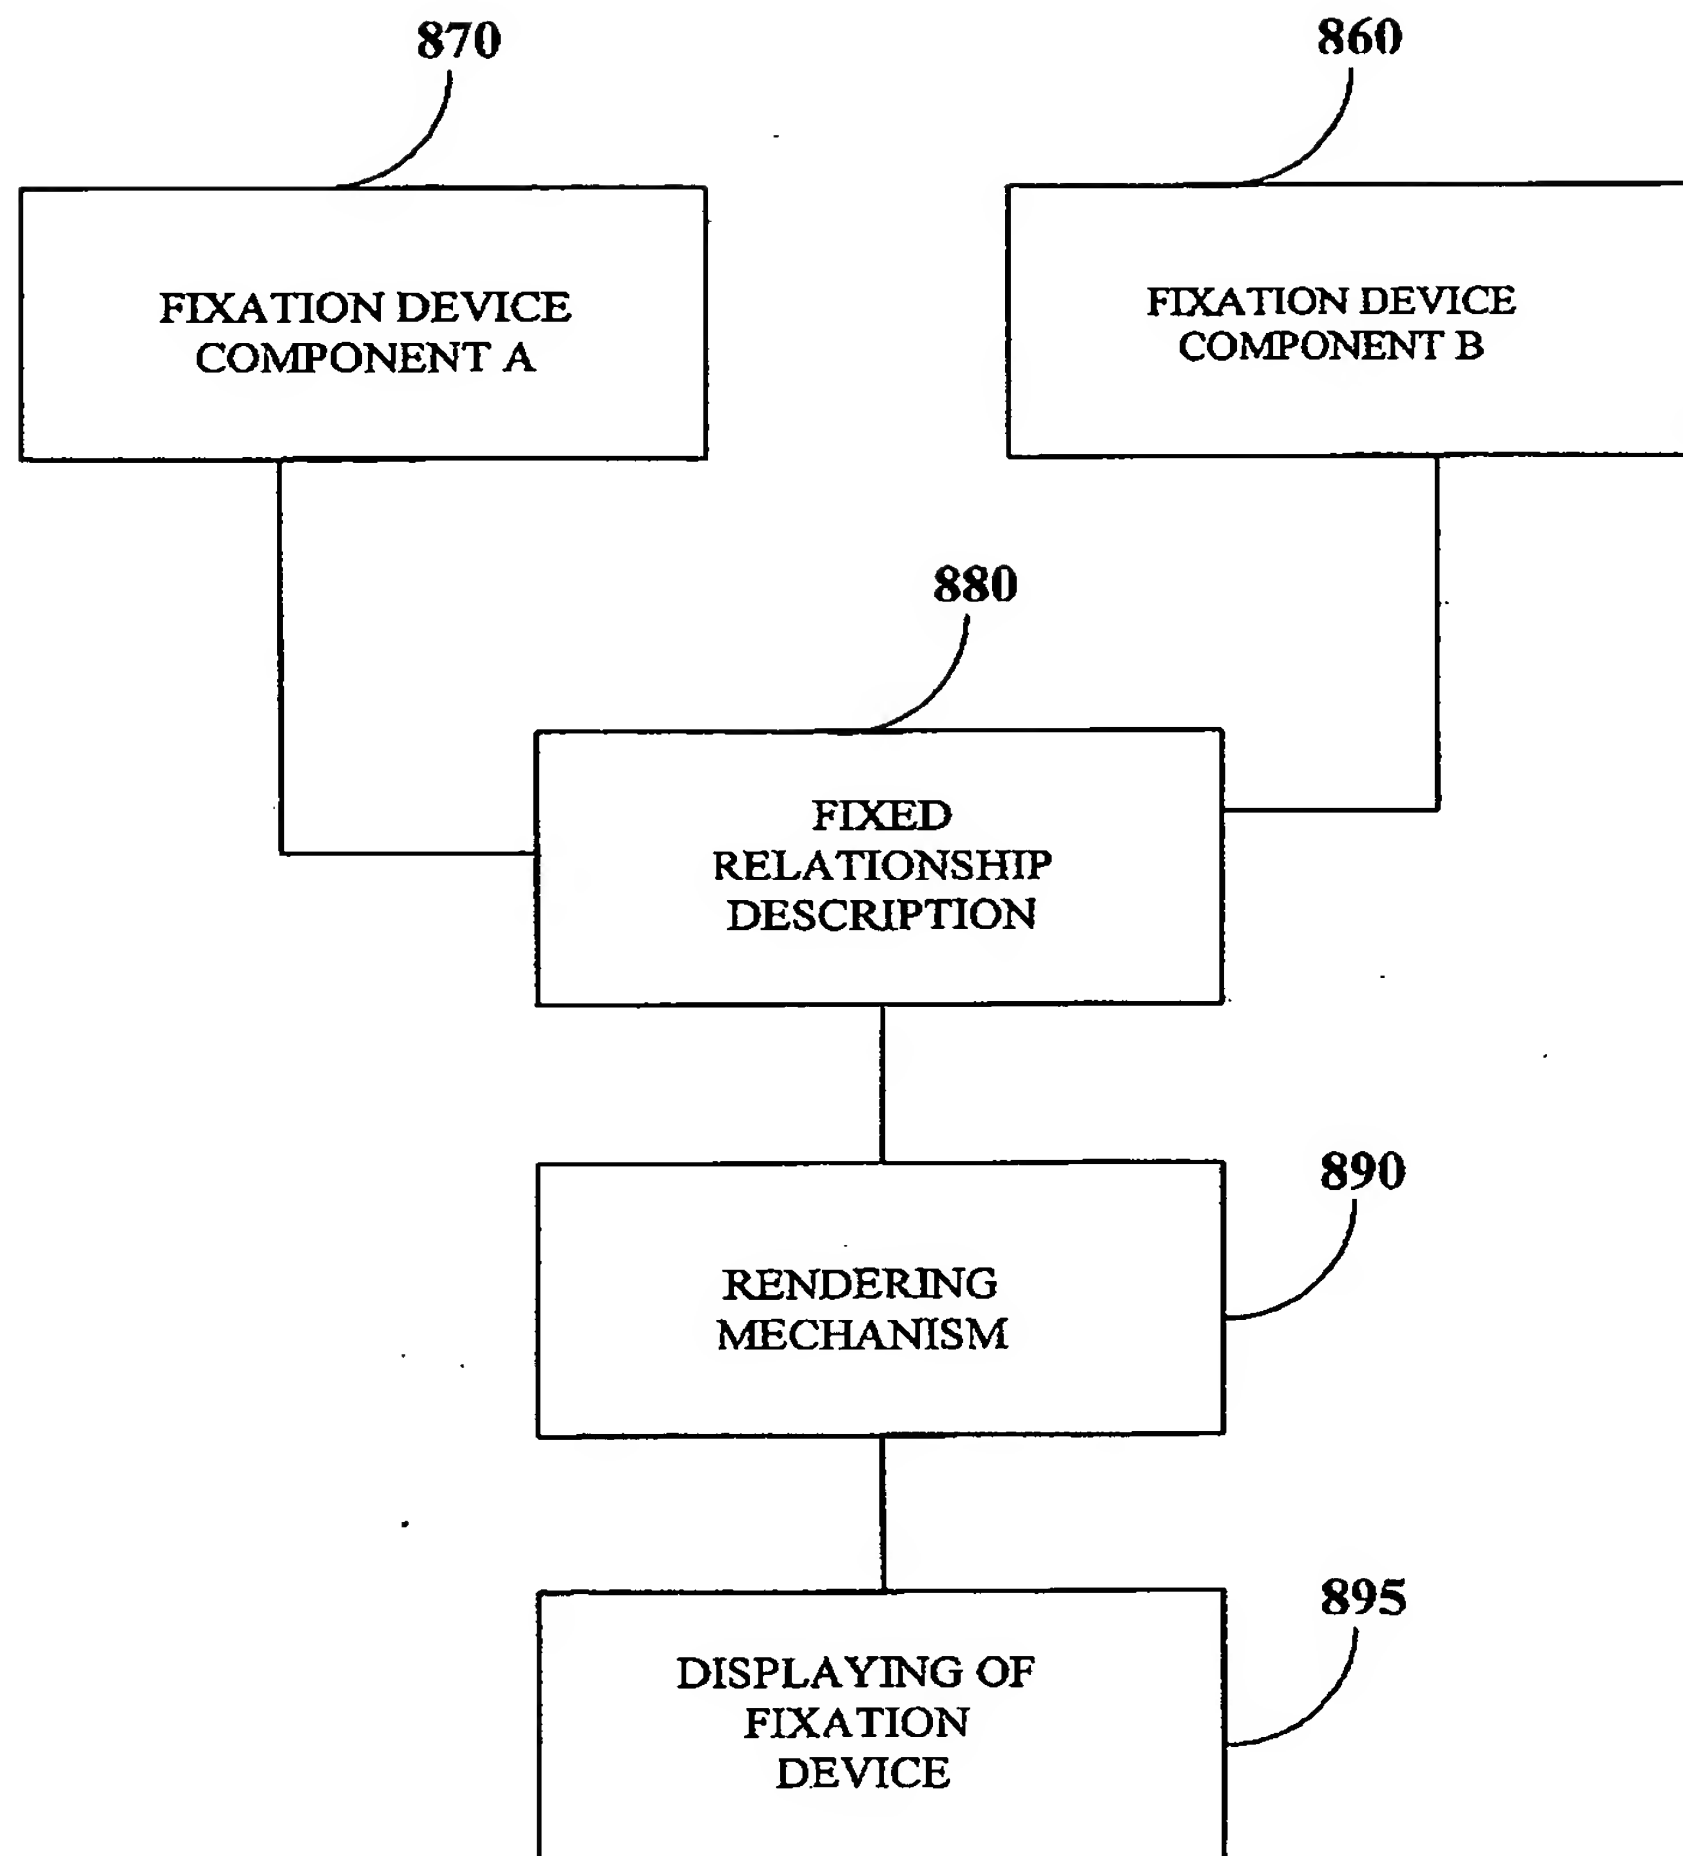 870
860
FIXATION DEVICE
COMPONENT A
FIXATION DEVICE
COMPONENT B
880
FIXED
RELATIONSHIP
DESCRIPTION
890
RENDERING
MECHANISM
895
DISPLAYING OF
FIXATION
DEVICE